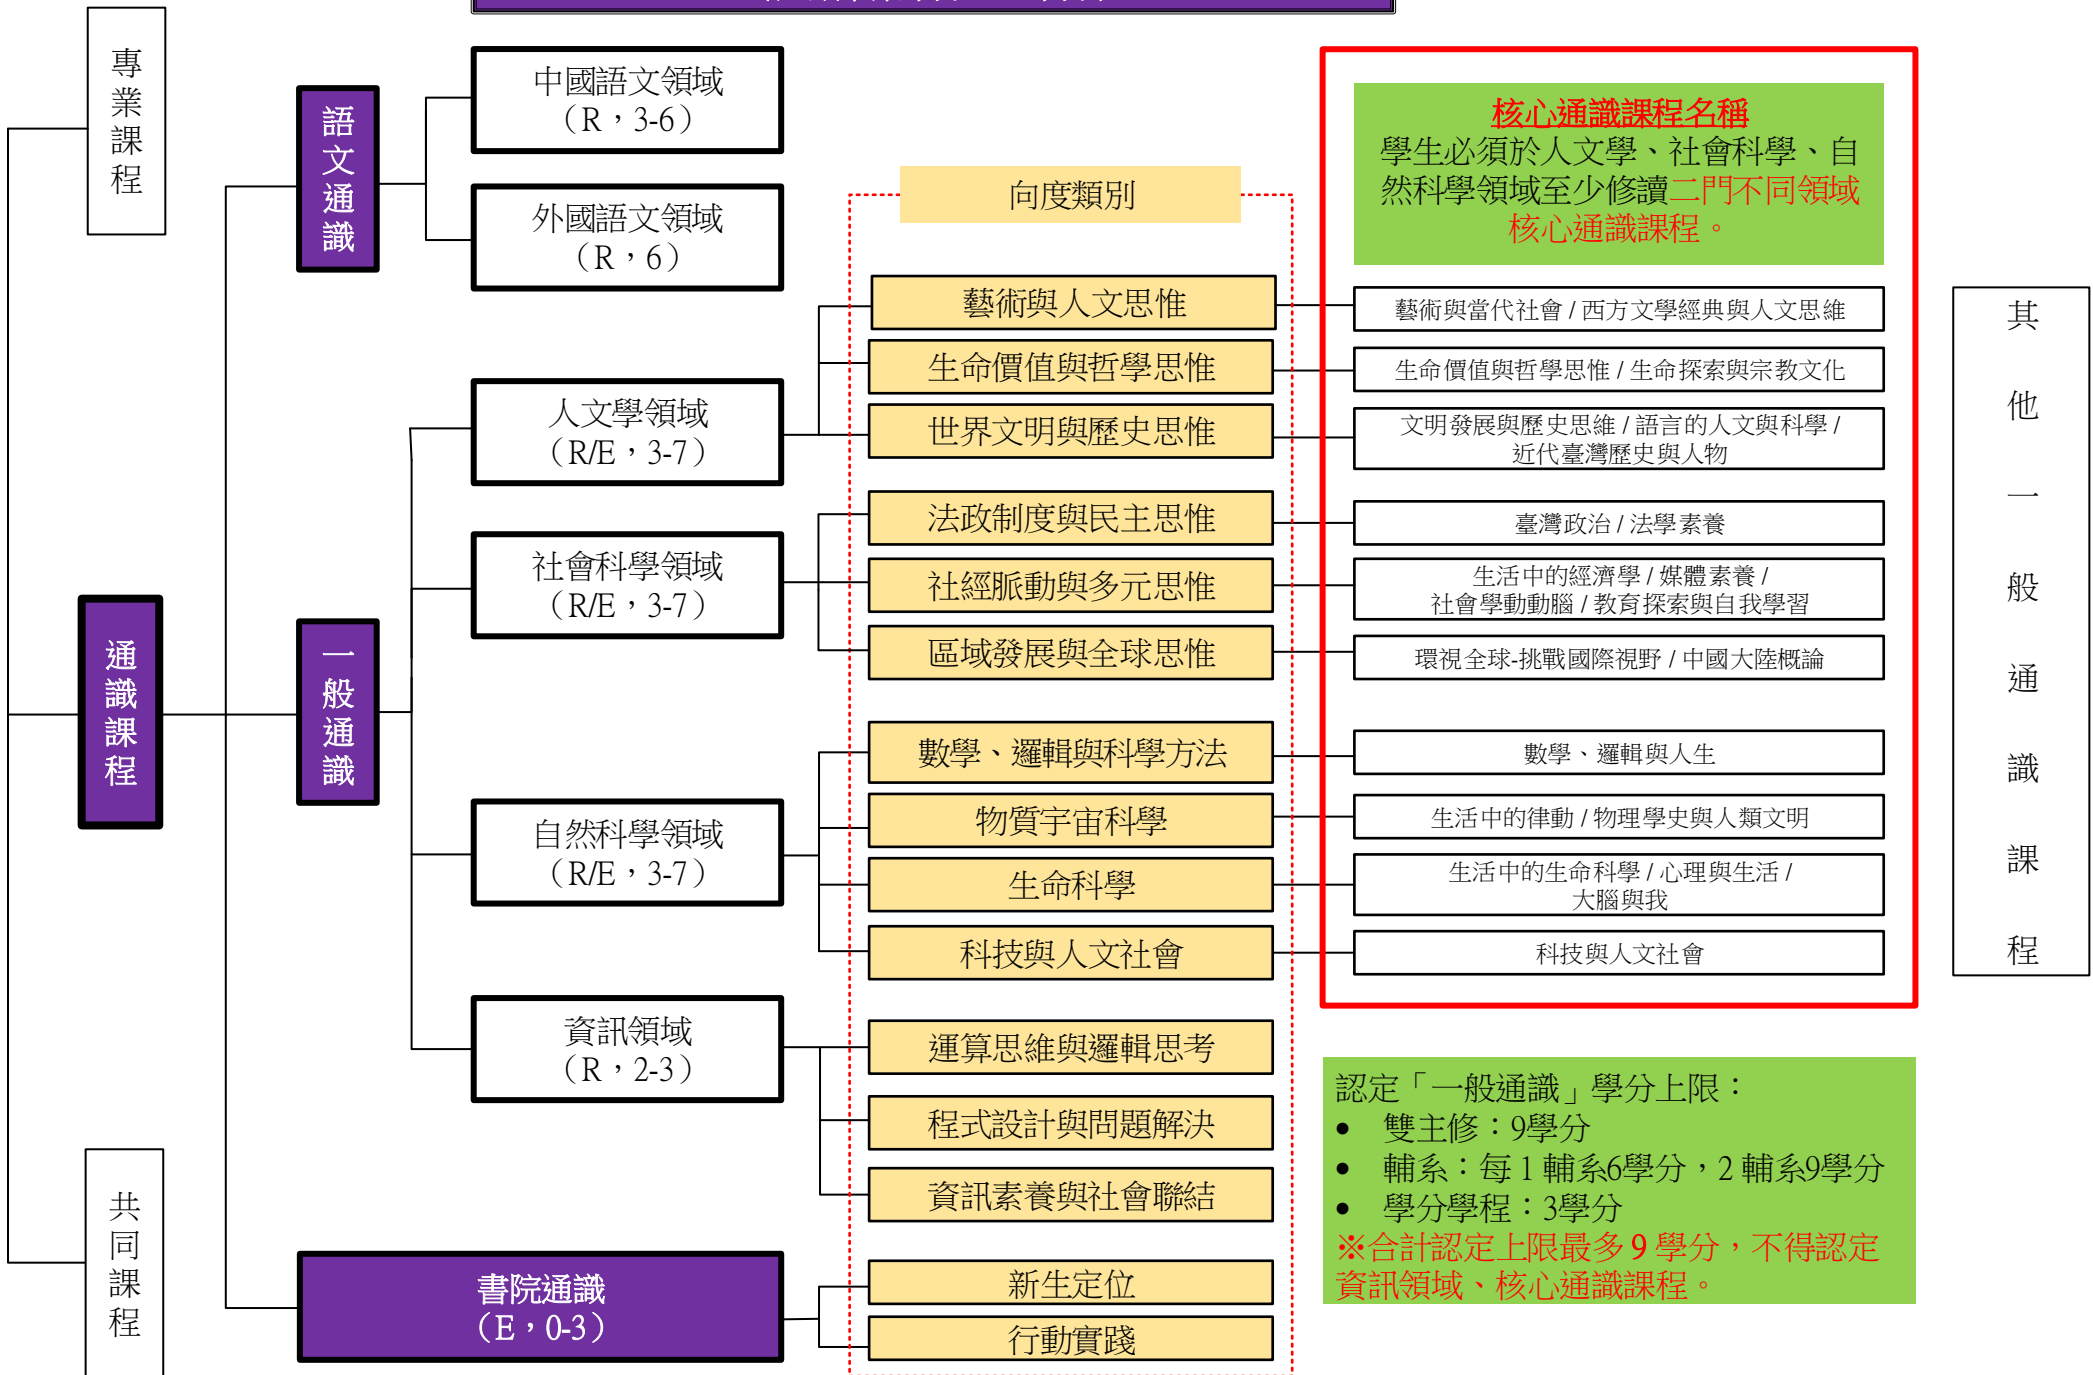 專業課程
語文通識
中國語文領域
（R，3-6）
外國語文領域
（R，6）
向度類別
核心通識課程名稱
學生必須於人文學、社會科學、自
然科學領域至少修讀二門不同領域
核心通識課程。
通識課程
一般通識
人文學領域
（R/E，3-7）
藝術與人文思惟
藝術與當代社會 / 西方文學經典與人文思維
生命價值與哲學思惟
生命價值與哲學思惟 / 生命探索與宗教文化
世界文明與歷史思惟
文明發展與歷史思維 / 語言的人文與科學 /
近代臺灣歷史與人物
社會科學領域
（R/E，3-7）
法政制度與民主思惟
臺灣政治 / 法學素養
社經脈動與多元思惟
生活中的經濟學 / 媒體素養 /
社會學動動腦 / 教育探索與自我學習
區域發展與全球思惟
環視全球-挑戰國際視野 / 中國大陸概論
自然科學領域
（R/E，3-7）
數學、邏輯與科學方法
數學、邏輯與人生
物質宇宙科學
生活中的律動 / 物理學史與人類文明
生命科學
生活中的生命科學 / 心理與生活 /
大腦與我
科技與人文社會
科技與人文社會
其他一般通識課程
資訊領域
（R，2-3）
運算思維與邏輯思考
程式設計與問題解決
資訊素養與社會聯結
認定「一般通識」學分上限：
• 雙主修：9學分
• 輔系：每 1 輔系6學分，2 輔系9學分
• 學分學程：3學分
※合計認定上限最多 9 學分，不得認定
資訊領域、核心通識課程。
共同課程
書院通識
（E，0-3）
新生定位
行動實踐